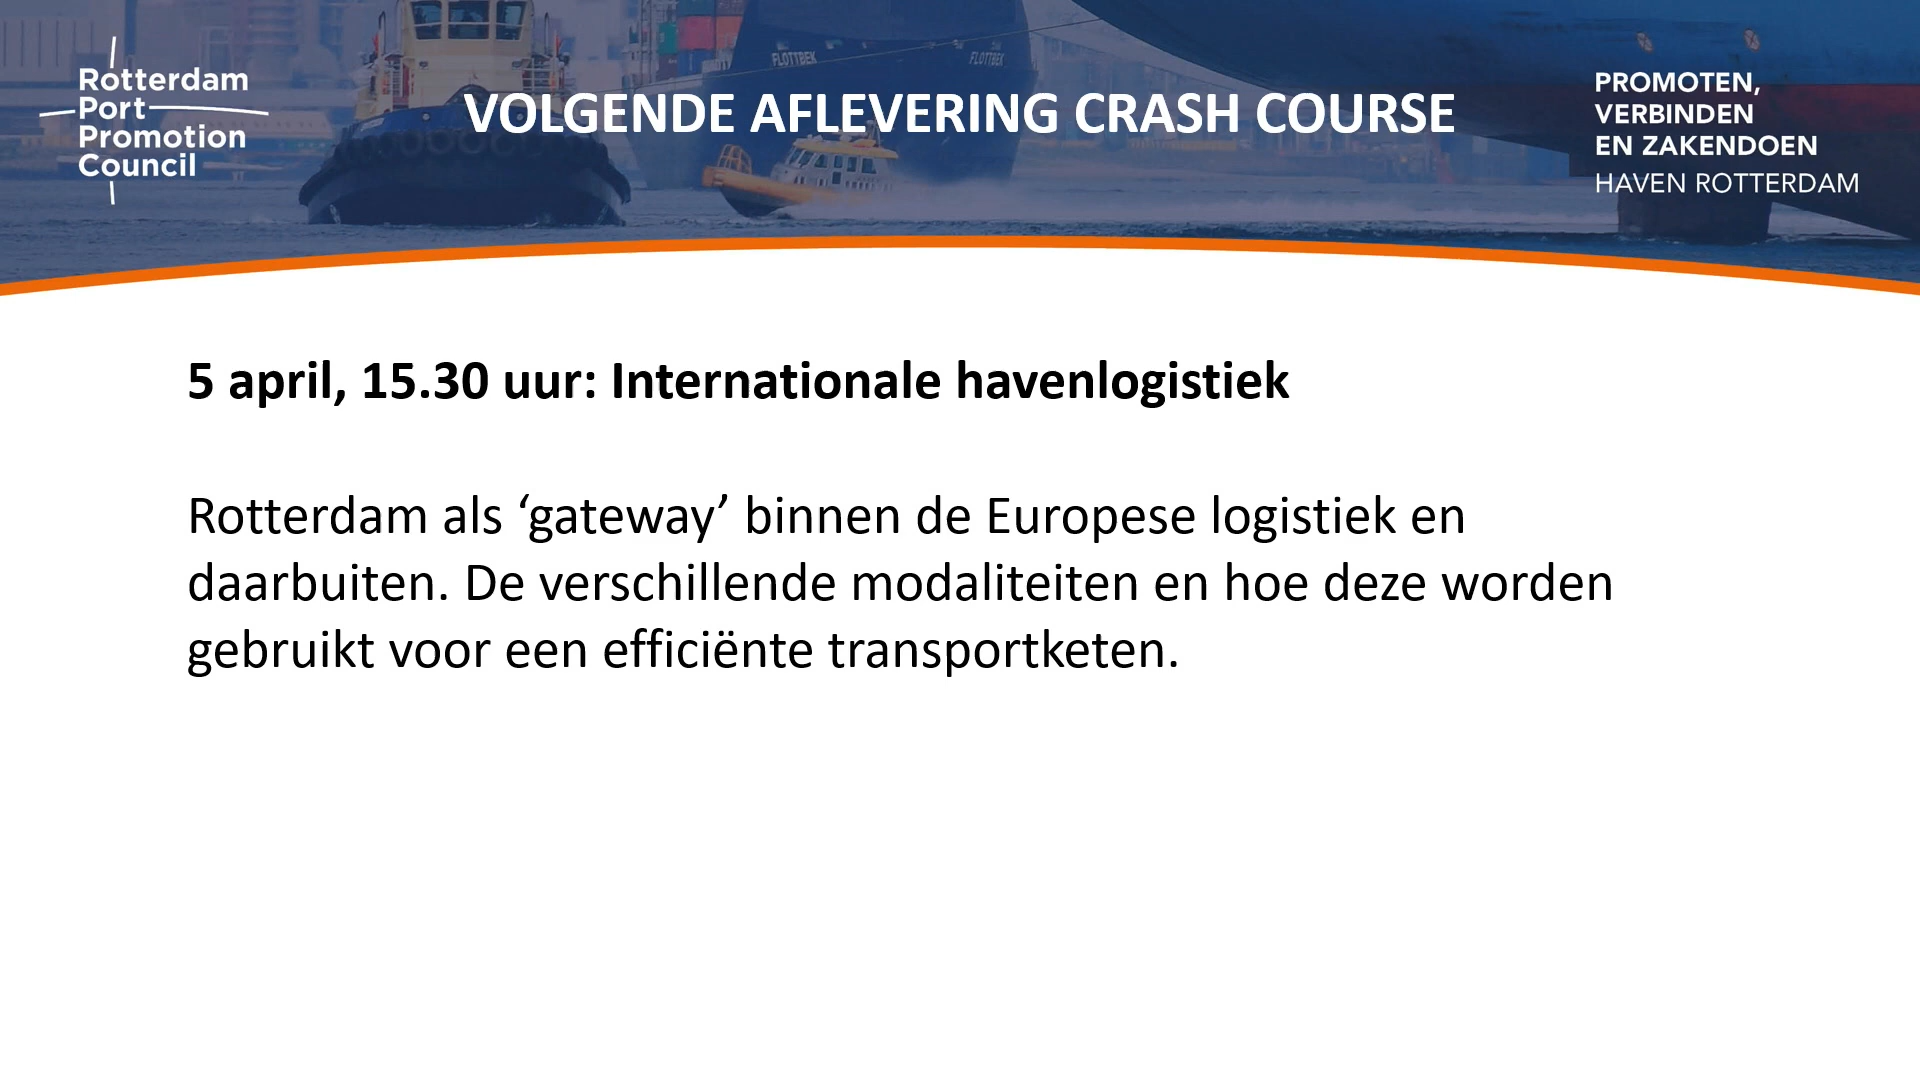 Rotterdam
Port
Promotion
Council
VOLGENDE AFLEVERING CRASH COURSE
FLOTTBEK
FLOTTBEK
PROMOTEN,
VERBINDEN
EN ZAKENDOEN
HAVEN ROTTERDAM
5 april, 15.30 uur: Internationale havenlogistiek
Rotterdam als ‘gateway’ binnen de Europese logistiek en
daarbuiten. De verschillende modaliteiten en hoe deze worden
gebruikt voor een efficiënte transportketen.